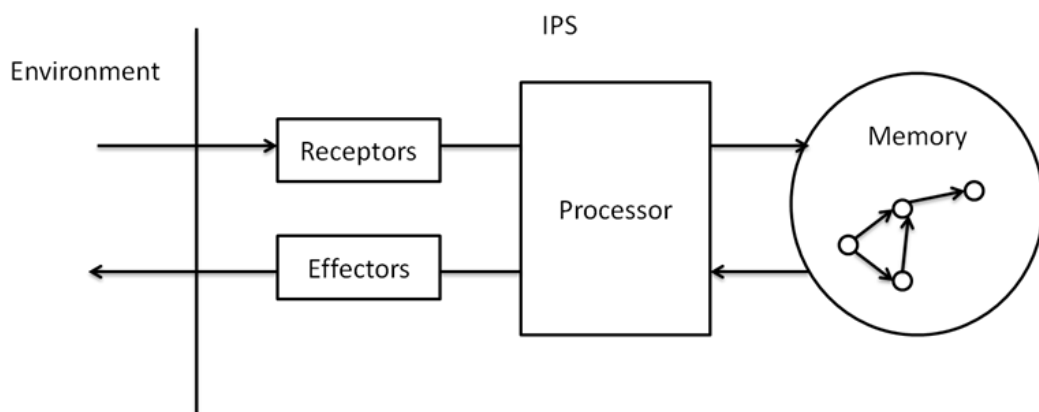 IPS
Environment
Receptors
Memory
Processor
Effectors